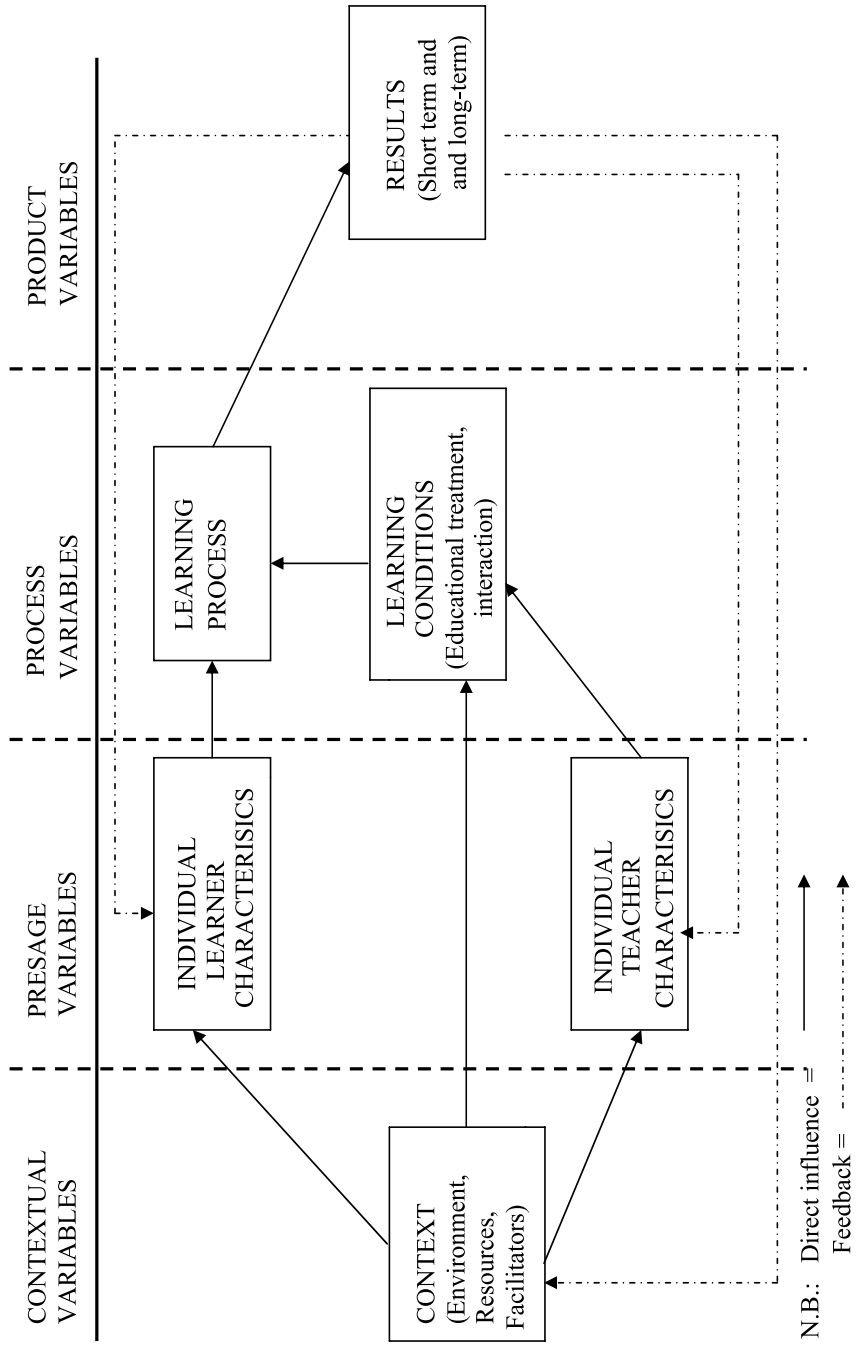 CONTEXTUAL
VARIABLES
PRESAGE
VARIABLES
PROCESS
VARIABLES
PRODUCT
VARIABLES
INDIVIDUAL
LEARNER
CHARACTERISICS
LEARNING
PROCESS
CONTEXT
(Environment,
Resources,
Facilitators)
LEARNING
CONDITIONS
(Educational treatment,
interaction)
RESULTS
(Short term and
and long-term)
INDIVIDUAL
TEACHER
CHARACTERISICS
N.B.: Direct influence =
Feedback =